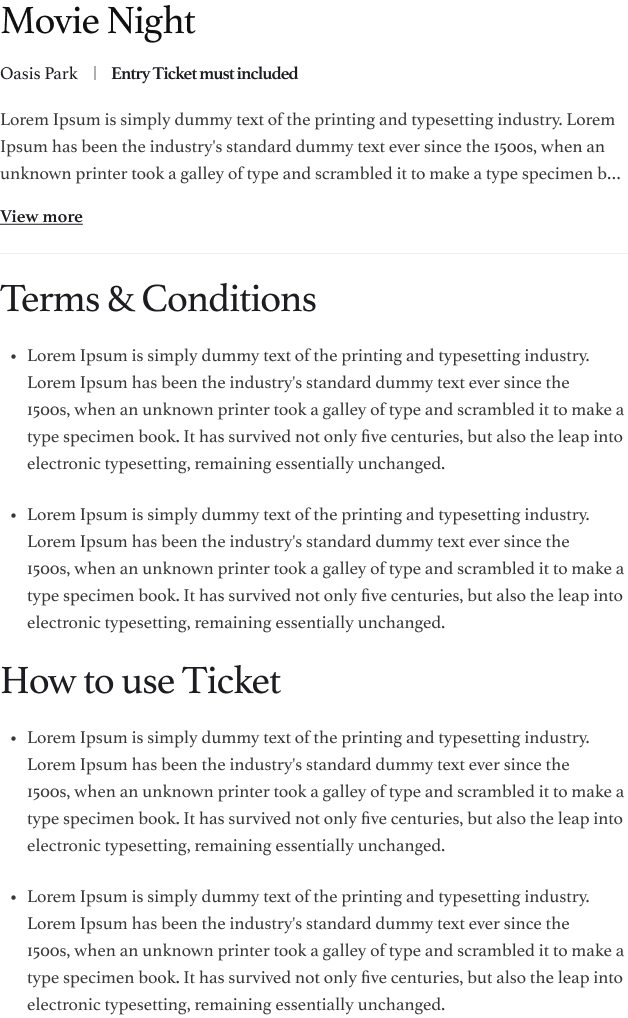 Movie Night
Oasis Park | Entry Ticket must included
Lorem Ipsum is simply dummy text of the printing and typesetting industry. Lorem
Ipsum has been the industry's standard dummy text ever since the 1500s, when an
unknown printer took a galley of type and scrambled it to make a type specimen b...
View more
Terms & Conditions
• Lorem Ipsum is simply dummy text of the printing and typesetting industry.
Lorem Ipsum has been the industry's standard dummy text ever since the
1500s, when an unknown printer took a galley of type and scrambled it to make a
type specimen book. It has survived not only five centuries, but also the leap into
electronic typesetting, remaining essentially unchanged.
• Lorem Ipsum is simply dummy text of the printing and typesetting industry.
Lorem Ipsum has been the industry's standard dummy text ever since the
1500s, when an unknown printer took a galley of type and scrambled it to make a
type specimen book. It has survived not only five centuries, but also the leap into
electronic typesetting, remaining essentially unchanged.
How to use Ticket
• Lorem Ipsum is simply dummy text of the printing and typesetting industry.
Lorem Ipsum has been the industry's standard dummy text ever since the
1500s, when an unknown printer took a galley of type and scrambled it to make a
type specimen book. It has survived not only five centuries, but also the leap into
electronic typesetting, remaining essentially unchanged.
• Lorem Ipsum is simply dummy text of the printing and typesetting industry.
Lorem Ipsum has been the industry's standard dummy text ever since the
1500s, when an unknown printer took a galley of type and scrambled it to make a
type specimen book. It has survived not only five centuries, but also the leap into
electronic typesetting, remaining essentially unchanged.